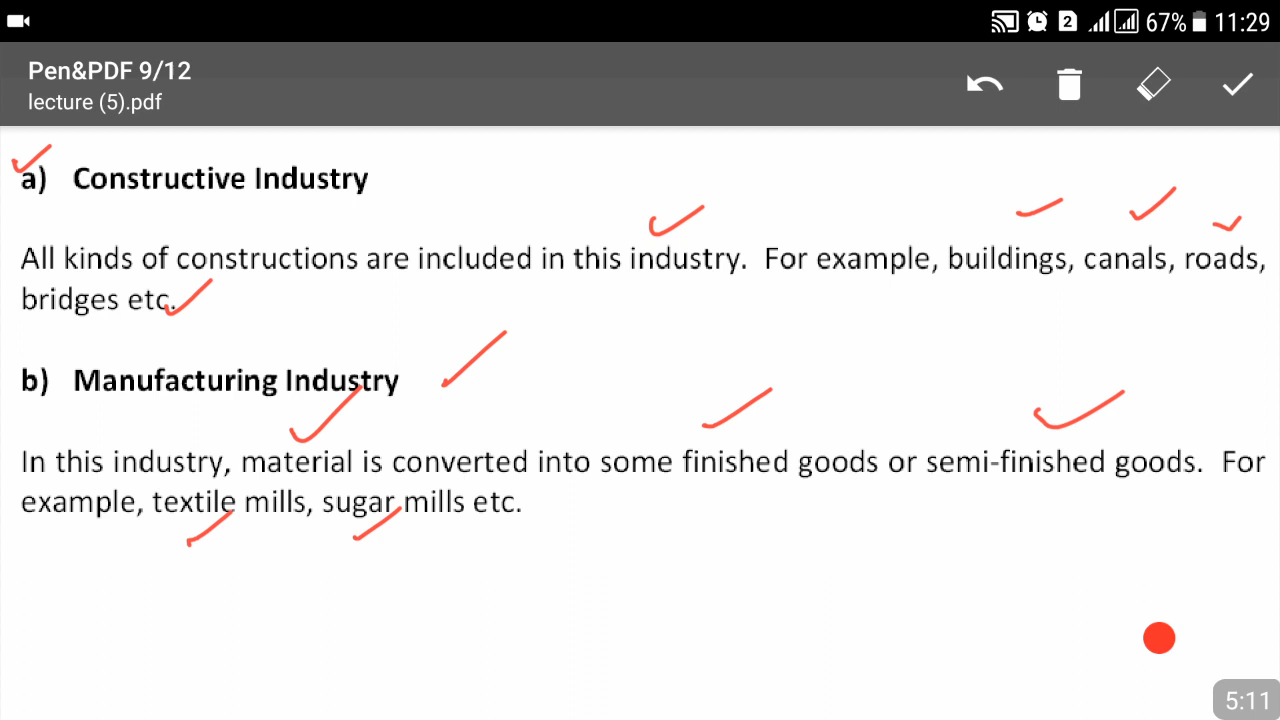 2 67% 11:29
Pen&PDF 9/12
lecture (5).pdf
a) Constructive Industry
All kinds of constructions are included in this industry. For example, buildings, canals, roads,
bridges etc.
b) Manufacturing Industry
In this industry, material is converted into some finished goods or semi-finished goods. For
example, textile mills, sugar mills etc.
5:11